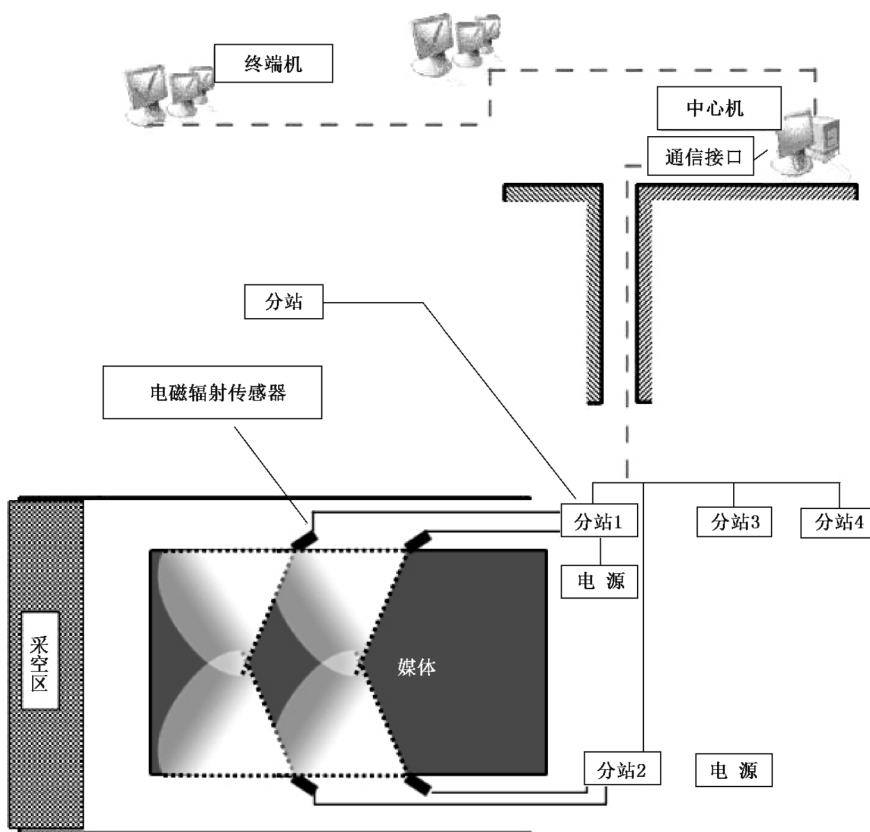 终端机
中心机
通信接口
分站
电磁辐射传感器
分站1
分站3
分站4
电 源
采空区
媒体
分站2
电 源